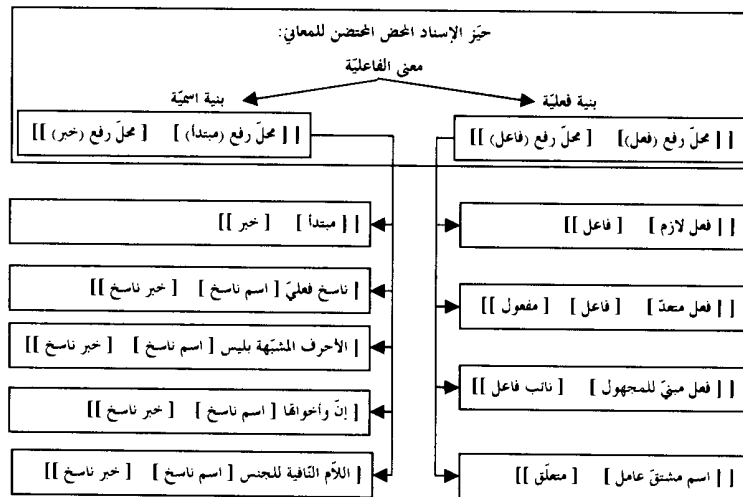 حيّز الإسناد المحض المحتضن للمعاني:
معنى الفاعليّة
بنية فعليّة
بنية اسميّة
[ [ محلّ رفع (فعل) ] [ محلّ رفع (فاعل) ] ]
[ [ محلّ رفع (مبتدأ) ] [ محلّ رفع (خبر) ] ]
[ [ فعل لازم ] [ فاعل ] ]
[ [ فعل متعدّ ] [ فاعل ] [ مفعول ] ]
[ [ فعل مبنيّ للمجهول ] [ نائب فاعل ] ]
[ [ اسم مشتقّ عامل ] [ متعلّق ] ]
[ [ مبتدأ ] [ خبر ] ]
[ ناسخ فعليّ [ اسم ناسخ ] [ خبر ناسخ ] ]
[ الأحرف المشبّهة بليس [ اسم ناسخ ] [ خبر ناسخ ] ]
[ إنّ وأخواتها [ اسم ناسخ ] [ خبر ناسخ ] ]
[ اللاّم النّافية للجنس [ اسم ناسخ ] [ خبر ناسخ ] ]